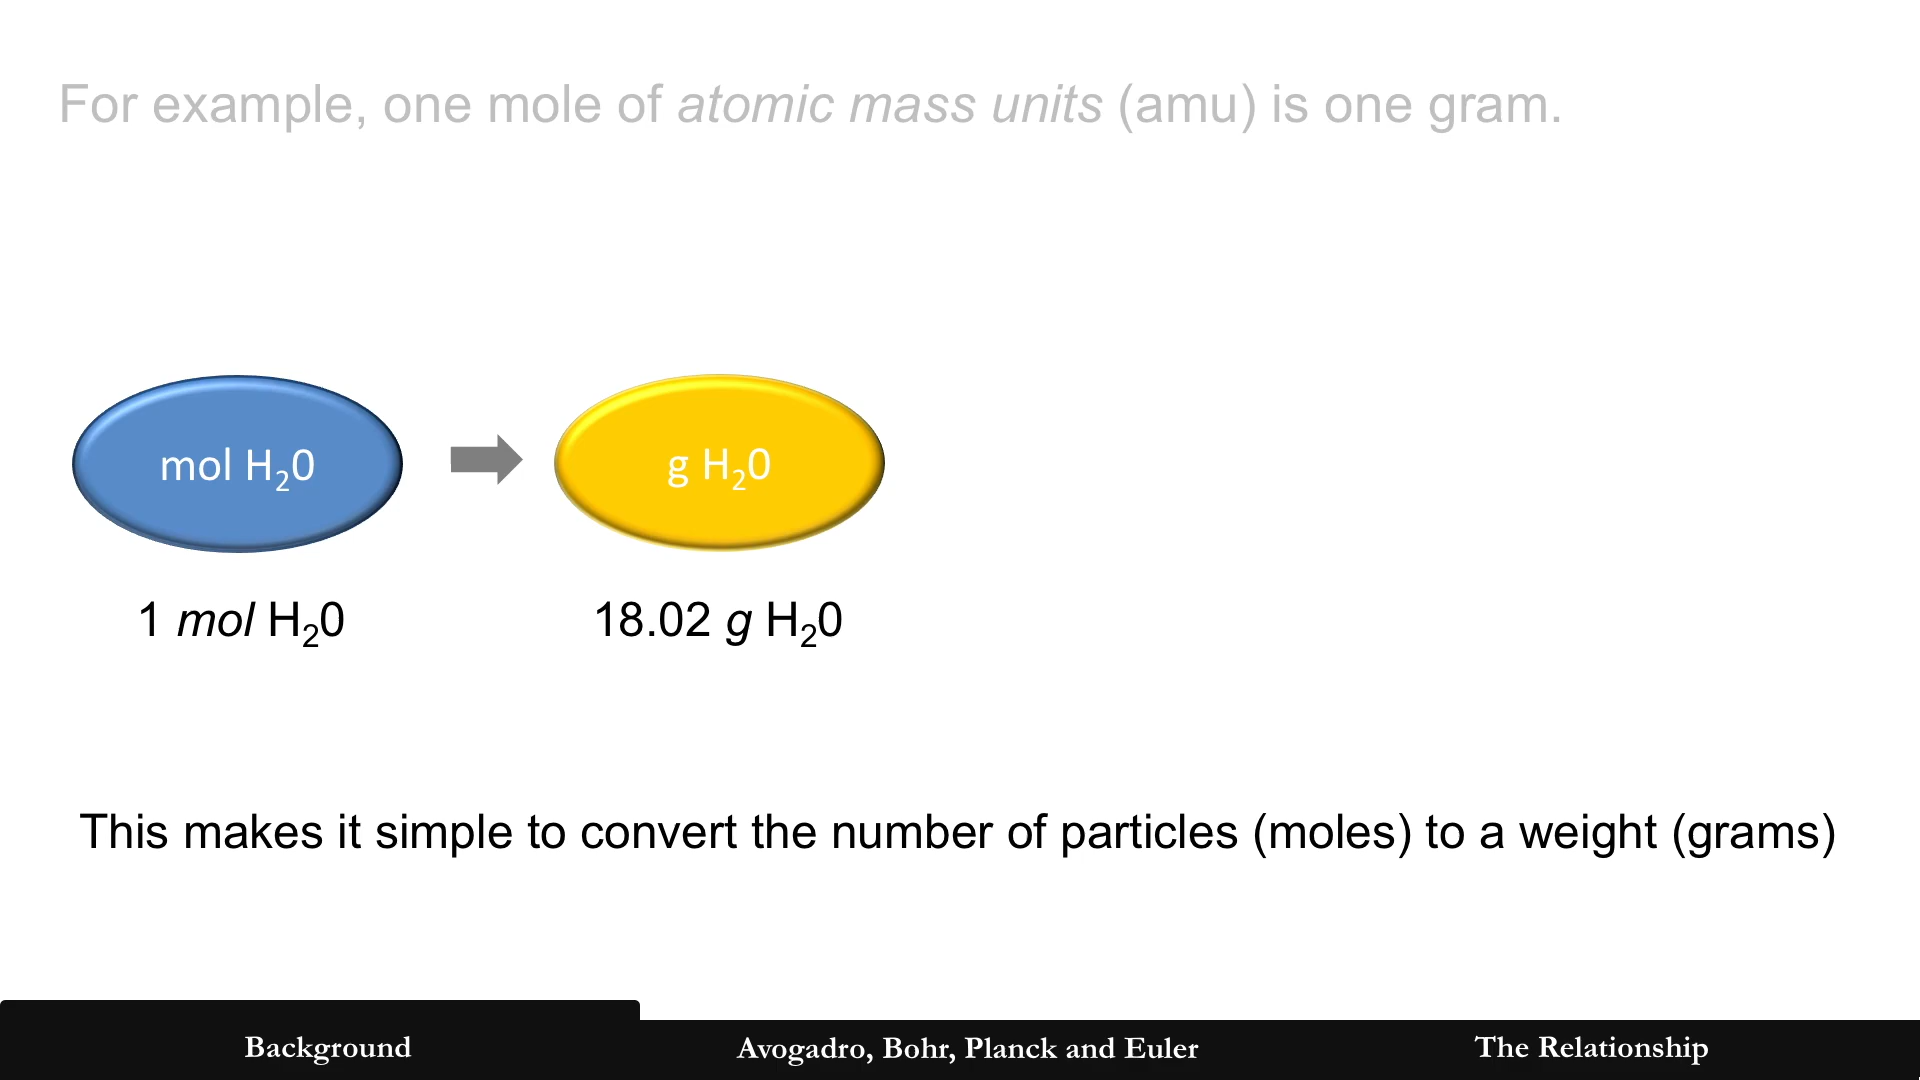 For example, one mole of atomic mass units (amu) is one gram.
mol H₂0
g H₂0
1 mol H₂0
18.02 g H₂0
This makes it simple to convert the number of particles (moles) to a weight (grams)
Background
Avogadro, Bohr, Planck and Euler
The Relationship